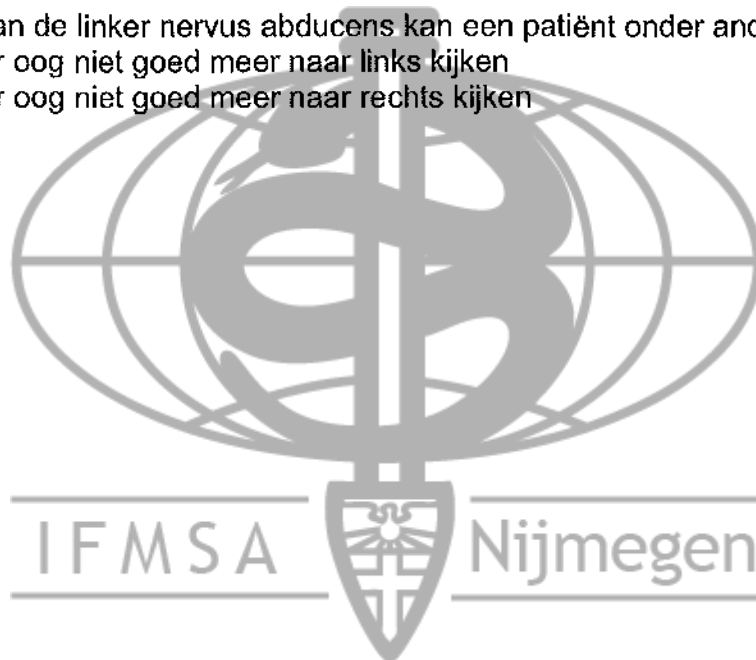 an de linker nervus abducens kan een patiënt onder
r oog niet goed meer naar links kijken
r oog niet goed meer naar rechts kijken
IFMSA Nijmegen